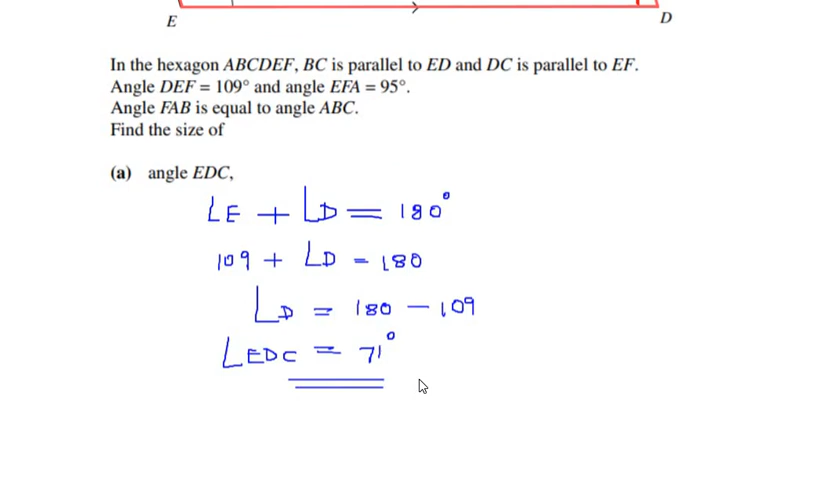 E D
In the hexagon ABCDEF, BC is parallel to ED and DC is parallel to EF.
Angle DEF = 109° and angle EFA = 95°.
Angle FAB is equal to angle ABC.
Find the size of
(a) angle EDC,
∠E + ∠D = 180°
109 + ∠D = 180
∠D = 180 − 109
∠EDC = 71°